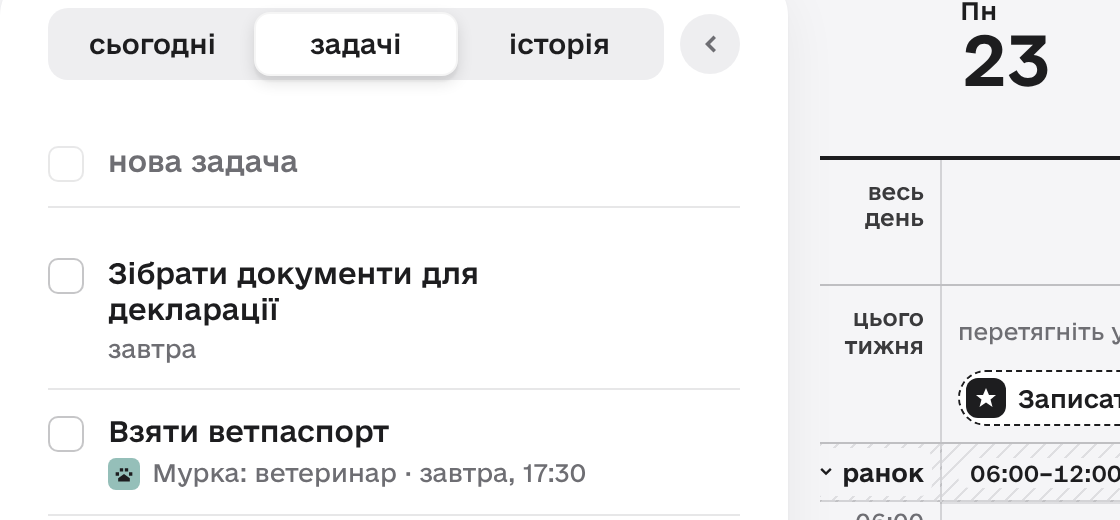 сьогодні
задачі
історія
нова задача
Зібрати документи для
декларації
завтра
Взяти ветпаспорт
Мурка: ветеринар · завтра, 17:30
Пн
23
весь
день
цього
тижня
перетягніть
ранок
06:00–12:00